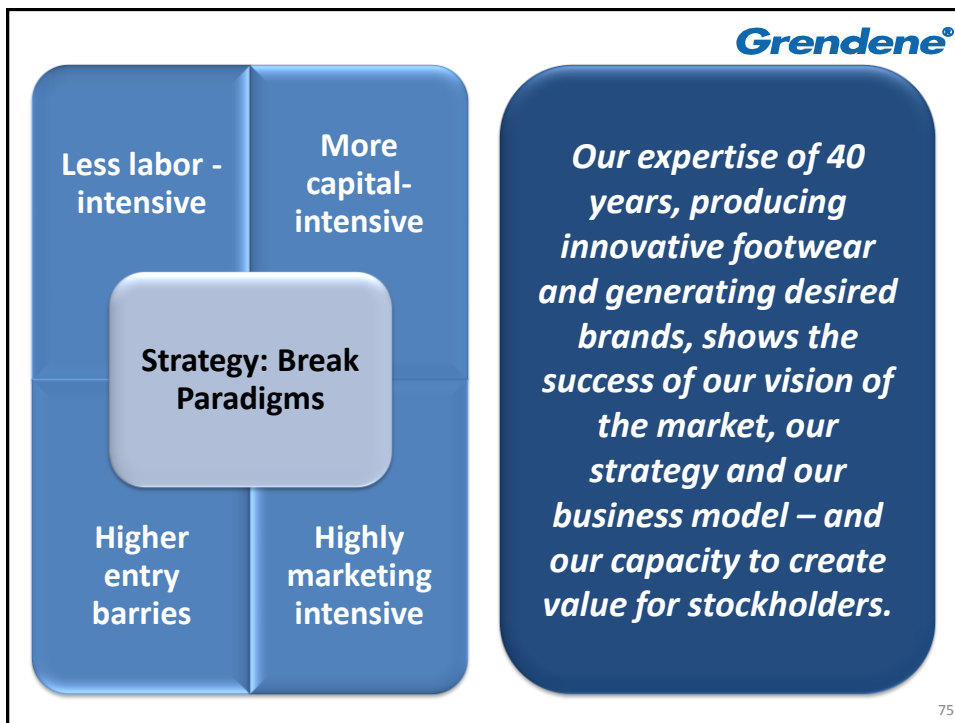 Grendene®
Less labor -
intensive
More
capital-
intensive
Strategy: Break
Paradigms
Higher
entry
barries
Highly
marketing
intensive
Our expertise of 40
years, producing
innovative footwear
and generating desired
brands, shows the
success of our vision of
the market, our
strategy and our
business model – and
our capacity to create
value for stockholders.
75